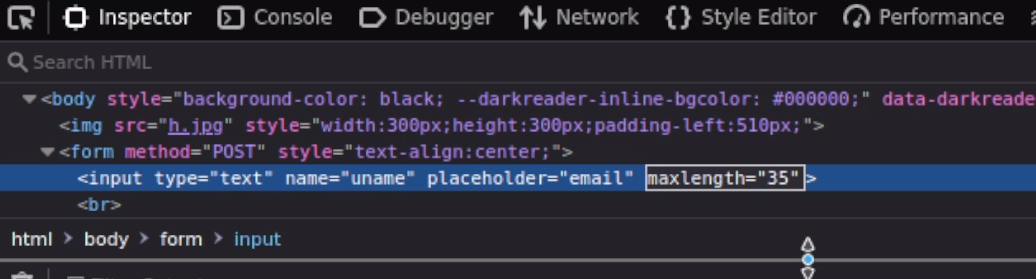 Inspector Console Debugger Network Style Editor Performance
Search HTML
<body style="background-color: black; --darkreader-inline-bgcolor: #000000;" data-darkreade
<img src="h.jpg" style="width:300px;height:300px;padding-left:510px;">
<form method="POST" style="text-align:center;">
<input type="text" name="uname" placeholder="email" maxlength="35">
<br>
html > body > form > input